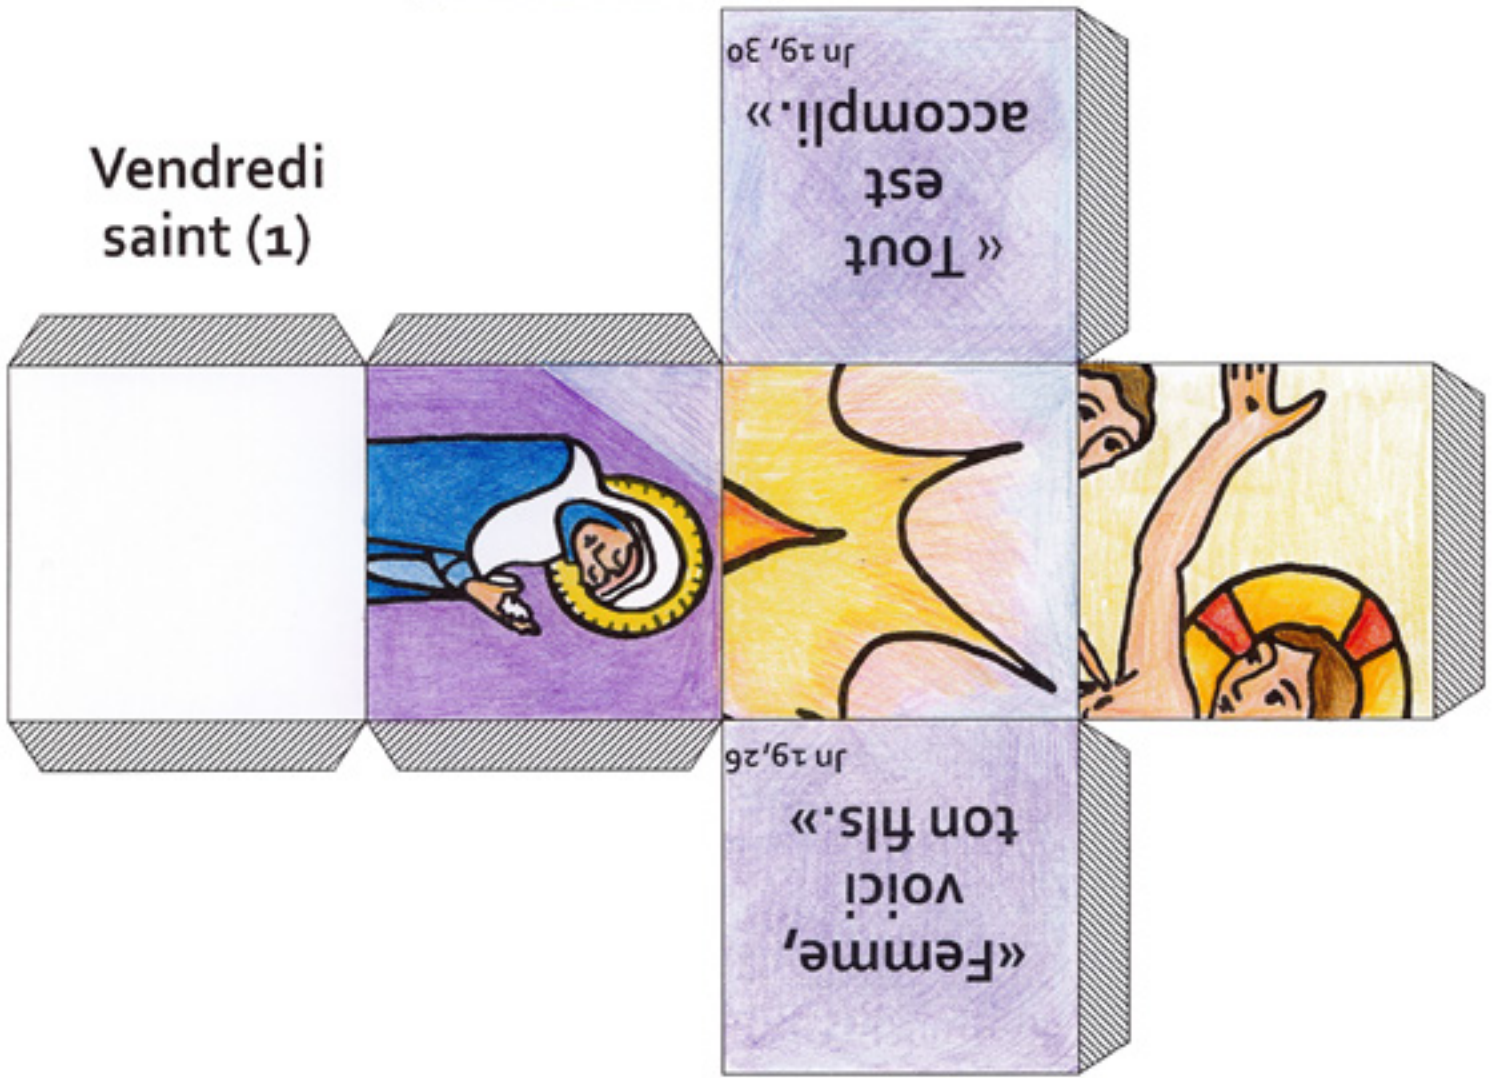 Vendredi
saint (1)
« Tout
est
accompli.»
Jn 19, 30
«Femme,
voici
ton fils.»
Jn 19,26